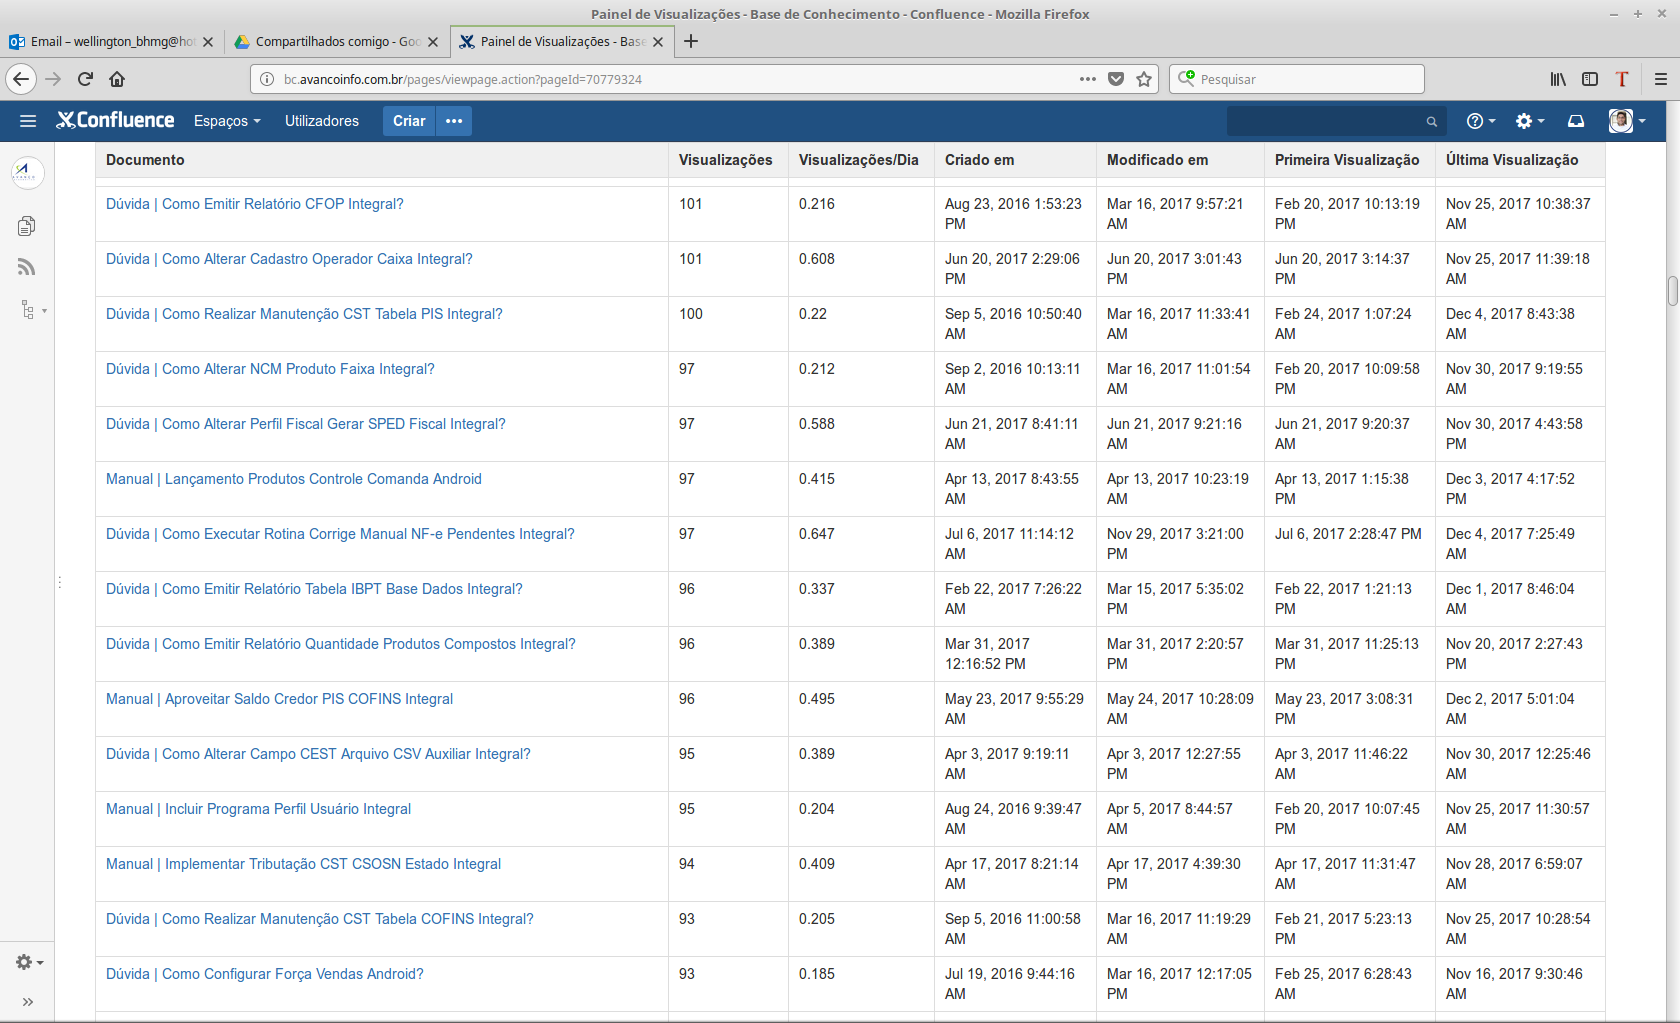 Painel de Visualizações - Base de Conhecimento - Confluence - Mozilla Firefox
Email – wellington_bhmg@ho
Compartilhados comigo - Goo
Painel de Visualizações - Base
bc.avancoinfo.com.br/pages/viewpage.action?pageId=70779324
Pesquisar
Confluence Espaços Utilizadores Criar
Documento Visualizações Visualizações/Dia Criado em Modificado em Primeira Visualização Última Visualização
Dúvida | Como Emitir Relatório CFOP Integral? 101 0.216 Aug 23, 2016 1:53:23 Mar 16, 2017 9:57:21 Feb 20, 2017 10:13:19 Nov 25, 2017 10:38:37
PM AM PM AM
Dúvida | Como Alterar Cadastro Operador Caixa Integral? 101 0.608 Jun 20, 2017 2:29:06 Jun 20, 2017 3:01:43 Jun 20, 2017 3:14:37 Nov 25, 2017 11:39:18
PM PM PM AM
Dúvida | Como Realizar Manutenção CST Tabela PIS Integral? 100 0.22 Sep 5, 2016 10:50:40 Mar 16, 2017 11:33:41 Feb 24, 2017 1:07:24 Dec 4, 2017 8:43:38
AM AM AM AM
Dúvida | Como Alterar NCM Produto Faixa Integral? 97 0.212 Sep 2, 2016 10:13:11 Mar 16, 2017 11:01:54 Feb 20, 2017 10:09:58 Nov 30, 2017 9:19:55
AM AM PM AM
Dúvida | Como Alterar Perfil Fiscal Gerar SPED Fiscal Integral? 97 0.588 Jun 21, 2017 8:41:11 Jun 21, 2017 9:21:16 Jun 21, 2017 9:20:37 Nov 30, 2017 4:43:58
AM AM AM PM
Manual | Lançamento Produtos Controle Comanda Android 97 0.415 Apr 13, 2017 8:43:55 Apr 13, 2017 10:23:19 Apr 13, 2017 1:15:38 Dec 3, 2017 4:17:52
AM AM PM PM
Dúvida | Como Executar Rotina Corrige Manual NF-e Pendentes Integral? 97 0.647 Jul 6, 2017 11:14:12 Nov 29, 2017 3:21:00 Jul 6, 2017 2:28:47 PM Dec 4, 2017 7:25:49
AM PM AM
Dúvida | Como Emitir Relatório Tabela IBPT Base Dados Integral? 96 0.337 Feb 22, 2017 7:26:22 Mar 15, 2017 5:35:02 Feb 22, 2017 1:21:13 Dec 1, 2017 8:46:04
AM PM PM AM
Dúvida | Como Emitir Relatório Quantidade Produtos Compostos Integral? 96 0.389 Mar 31, 2017 Mar 31, 2017 2:20:57 Mar 31, 2017 11:25:13 Nov 20, 2017 2:27:43
12:16:52 PM PM PM PM
Manual | Aproveitar Saldo Credor PIS COFINS Integral 96 0.495 May 23, 2017 9:55:29 May 24, 2017 10:28:09 May 23, 2017 3:08:31 Dec 2, 2017 5:01:04
AM AM PM AM
Dúvida | Como Alterar Campo CEST Arquivo CSV Auxiliar Integral? 95 0.389 Apr 3, 2017 9:19:11 Apr 3, 2017 12:27:55 Apr 3, 2017 11:46:22 Nov 30, 2017 12:25:46
AM PM AM AM
Manual | Incluir Programa Perfil Usuário Integral 95 0.204 Aug 24, 2016 9:39:47 Apr 5, 2017 8:44:57 Feb 20, 2017 10:07:45 Nov 25, 2017 11:30:57
AM AM PM AM
Manual | Implementar Tributação CST CSOSN Estado Integral 94 0.409 Apr 17, 2017 8:21:14 Apr 17, 2017 4:39:30 Apr 17, 2017 11:31:47 Nov 28, 2017 6:59:07
AM PM AM AM
Dúvida | Como Realizar Manutenção CST Tabela COFINS Integral? 93 0.205 Sep 5, 2016 11:00:58 Mar 16, 2017 11:19:29 Feb 21, 2017 5:23:13 Nov 25, 2017 10:28:54
AM AM PM AM
Dúvida | Como Configurar Força Vendas Android? 93 0.185 Jul 19, 2016 9:44:16 Mar 16, 2017 12:17:05 Feb 25, 2017 6:28:43 Nov 16, 2017 9:30:46
AM PM AM AM